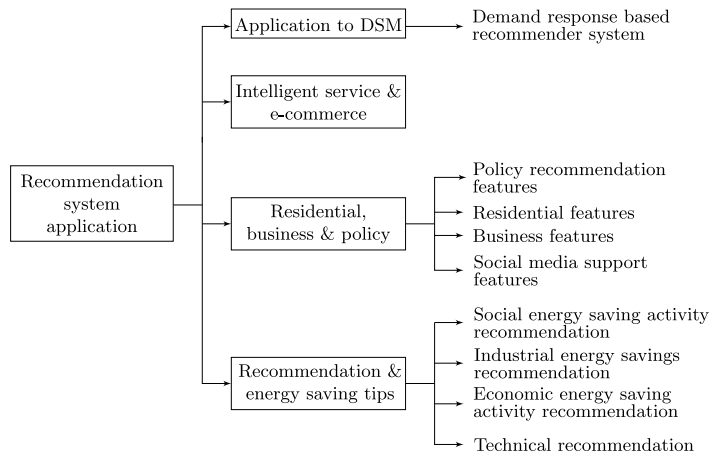 Recommendation
system
application
Application to DSM
Demand response based
recommender system
Intelligent service &
e-commerce
Residential,
business & policy
Policy recommendation
features
Residential features
Business features
Social media support
features
Recommendation &
energy saving tips
Social energy saving activity
recommendation
Industrial energy savings
recommendation
Economic energy saving
activity recommendation
Technical recommendation